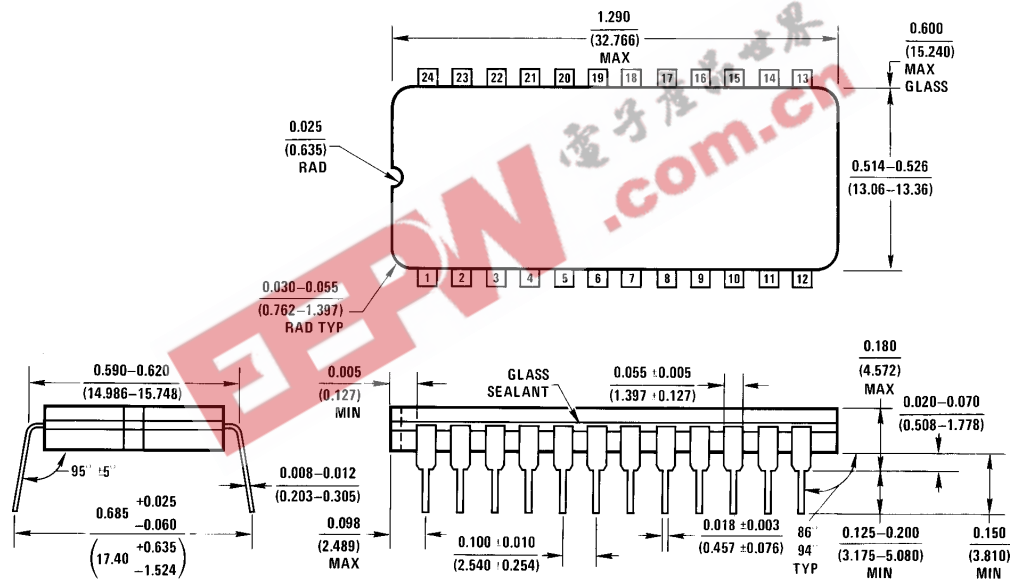 1.290
(32.766)
MAX
0.600
(15.240)
MAX
GLASS
24 23 22 21 20 19 18 17 16 15 14 13
0.025
(0.635)
RAD
0.514–0.526
(13.06–13.36)
電子產品世界
.com.cn
EEPW
1 2 3 4 5 6 7 8 9 10 11 12
0.030–0.055
(0.762–1.397)
RAD TYP
0.590–0.620
(14.986–15.748)
0.005
(0.127)
MIN
GLASS
SEALANT
0.055 ±0.005
(1.397 ±0.127)
0.180
(4.572)
MAX
0.020–0.070
(0.508–1.778)
95° ±5°
0.008–0.012
(0.203–0.305)
0.685 +0.025 -0.060
(17.40 +0.635 -1.524)
0.098
(2.489)
MAX
0.100 ±0.010
(2.540 ±0.254)
0.018 ±0.003
(0.457 ±0.076)
86°
94°
TYP
0.125–0.200
(3.175–5.080)
MIN
0.150
(3.810)
MIN